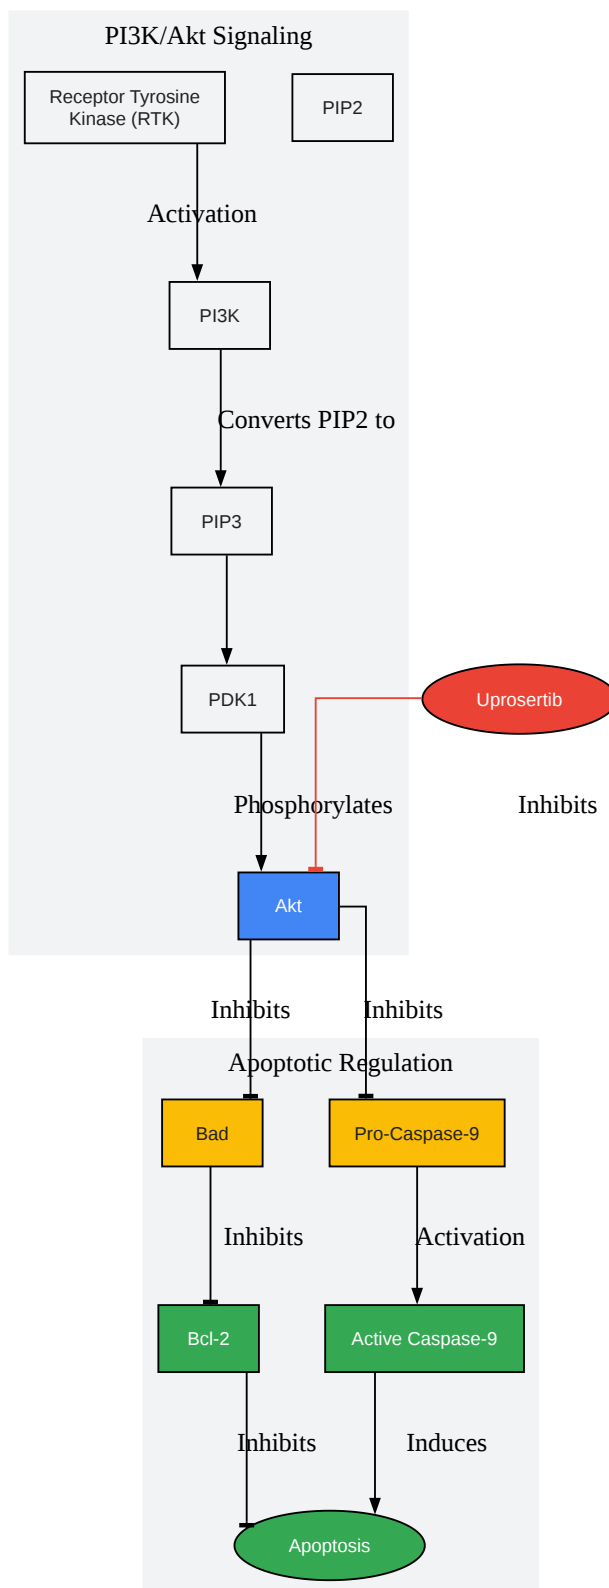 PI3K/Akt Signaling
Receptor Tyrosine
Kinase (RTK)
PIP2
Activation
PI3K
Converts PIP2 to
PIP3
PDK1
Uprosertib
Phosphorylates
Inhibits
Akt
Inhibits
Inhibits
Apoptotic Regulation
Bad
Pro-Caspase-9
Inhibits
Activation
Bcl-2
Active Caspase-9
Inhibits
Induces
Apoptosis